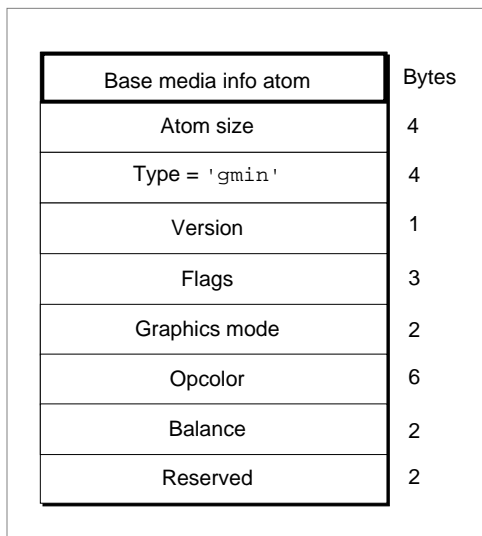 Base media info atom Bytes
Atom size 4
Type = 'gmin' 4
Version 1
Flags 3
Graphics mode 2
Opcolor 6
Balance 2
Reserved 2